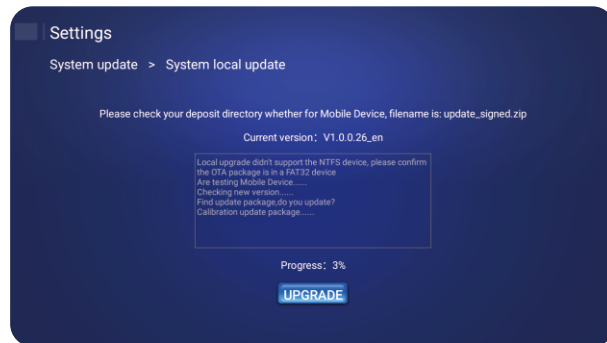 Settings
System update > System local update
Please check your deposit directory whether for Mobile Device, filename is: update_signed.zip
Current version：V1.0.0.26_en
Local upgrade didn't support the NTFS device, please confirm
the OTA package is in a FAT32 device
Are testing Mobile Device......
Checking new version......
Find update package,do you update?
Calibration update package......
Progress：3%
UPGRADE